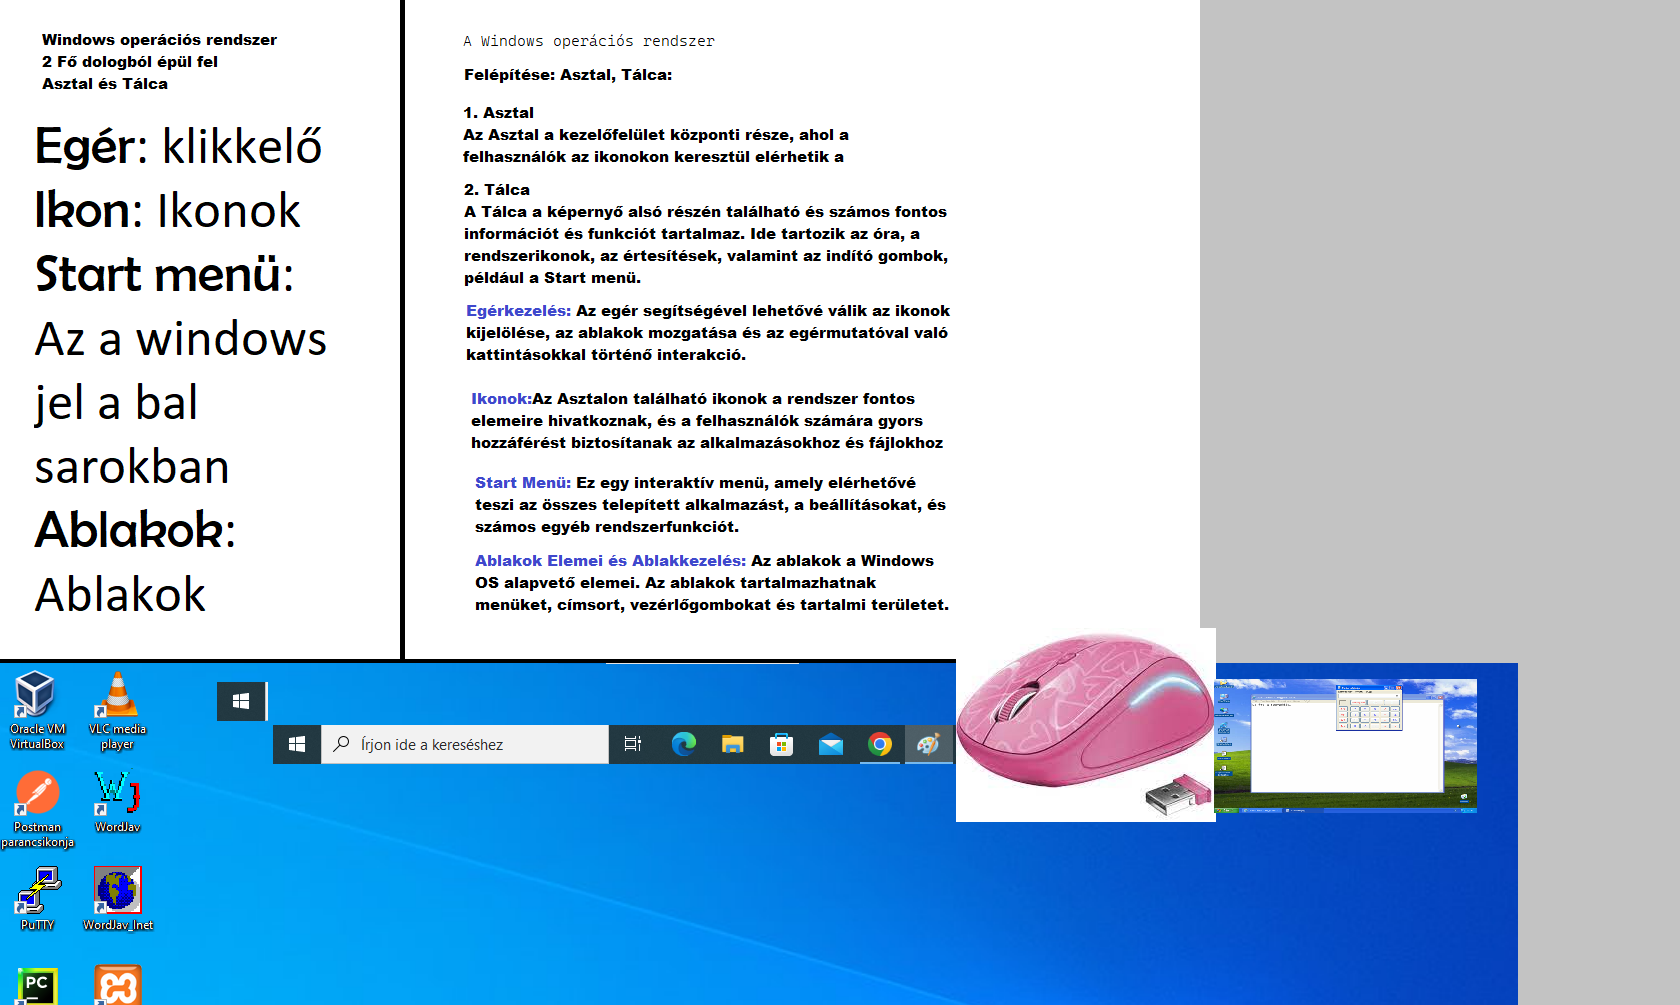 Windows operációs rendszer
2 Fő dologból épül fel
Asztal és Tálca
Egér: klikkelő
Ikon: Ikonok
Start menü:
Az a windows
jel a bal
sarokban
Ablakok:
Ablakok
A Windows operációs rendszer
Felépítése: Asztal, Tálca:
1. Asztal
Az Asztal a kezelőfelület központi része, ahol a
felhasználók az ikonokon keresztül elérhetik a
2. Tálca
A Tálca a képernyő alsó részén található és számos fontos
információt és funkciót tartalmaz. Ide tartozik az óra, a
rendszerikonok, az értesítések, valamint az indító gombok,
például a Start menü.
Egérkezelés: Az egér segítségével lehetővé válik az ikonok
kijelölése, az ablakok mozgatása és az egérmutatóval való
kattintásokkal történő interakció.
Ikonok:Az Asztalon található ikonok a rendszer fontos
elemeire hivatkoznak, és a felhasználók számára gyors
hozzáférést biztosítanak az alkalmazásokhoz és fájlokhoz
Start Menü: Ez egy interaktív menü, amely elérhetővé
teszi az összes telepített alkalmazást, a beállításokat, és
számos egyéb rendszerfunkciót.
Ablakok Elemei és Ablakkezelés: Az ablakok a Windows
OS alapvető elemei. Az ablakok tartalmazhatnak
menüket, címsort, vezérlőgombokat és tartalmi területet.
Oracle VM
VirtualBox
VLC media
player
Írjon ide a kereséshez
Postman
parancsikonja
WJ
WordJav
PuTTY
WordJav_Inet
PC